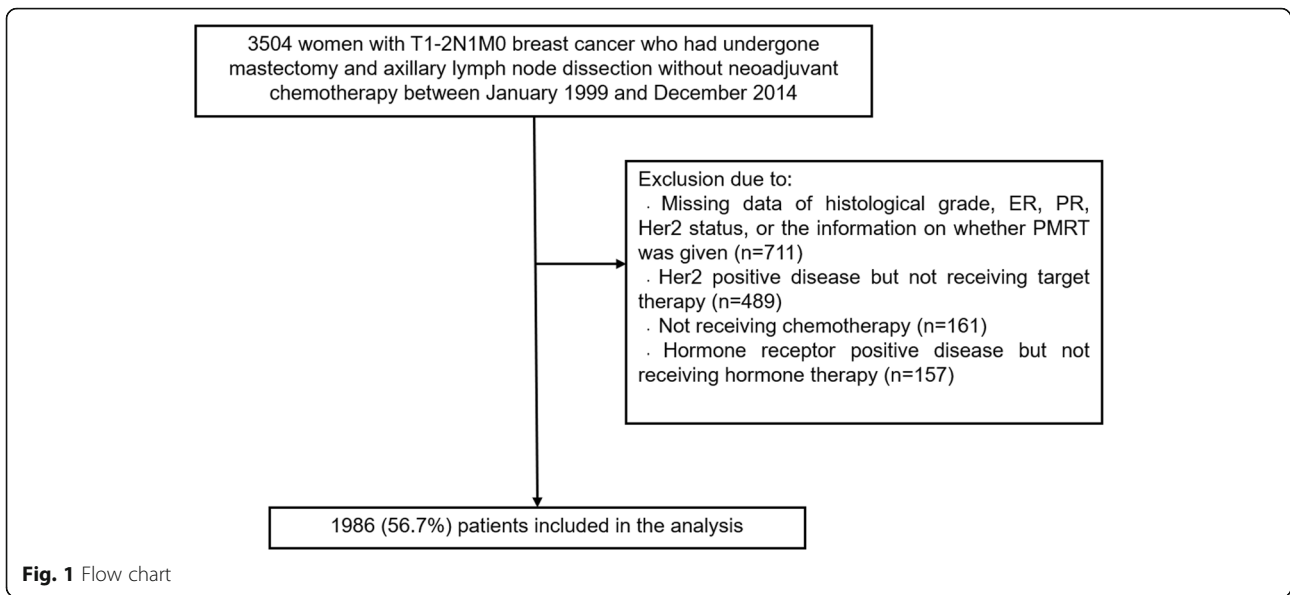 3504 women with T1-2N1M0 breast cancer who had undergone
mastectomy and axillary lymph node dissection without neoadjuvant
chemotherapy between January 1999 and December 2014
Exclusion due to:
· Missing data of histological grade, ER, PR,
Her2 status, or the information on whether PMRT
was given (n=711)
· Her2 positive disease but not receiving target
therapy (n=489)
· Not receiving chemotherapy (n=161)
· Hormone receptor positive disease but not
receiving hormone therapy (n=157)
1986 (56.7%) patients included in the analysis
Fig. 1 Flow chart